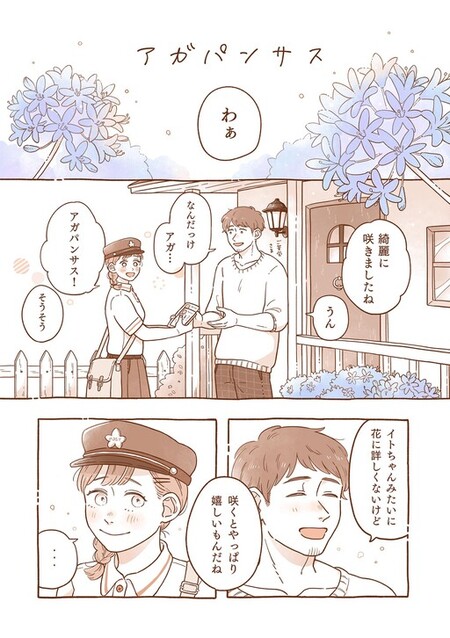 アガパンサス
わぁ
綺麗に
咲きましたね
うん
なんだっけ
アガ…
アガパンサス！
そうそう
イトちゃんみたいに
花に詳しくないけど
咲くとやっぱり
嬉しいもんだね
…